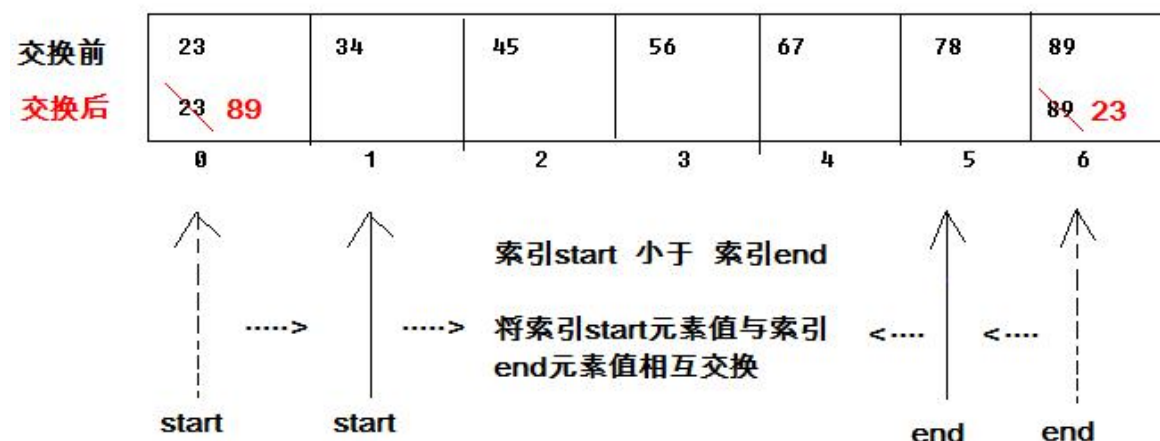 交换前 23 34 45 56 67 78 89
交换后 23 89 89 23
0 1 2 3 4 5 6
索引start 小于 索引end
·····> ·····> 将索引start元素值与索引 <···· <····
end元素值相互交换
start start end end